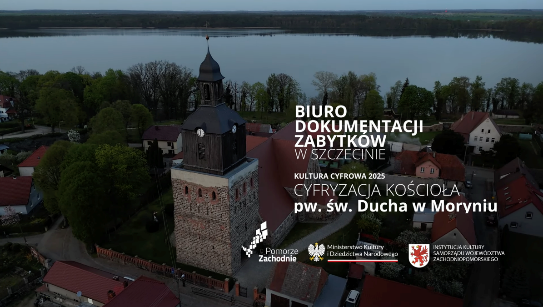 BIURO
DOKUMENTACJI
ZABYTKÓW
W SZCZECINIE
KULTURA CYFROWA 2025
CYFRYZACJA KOŚCIOŁA
pw. św. Ducha w Moryniu
Pomorze
Zachodnie
Ministerstwo Kultury
i Dziedzictwa Narodowego
INSTYTUCJA KULTURY
SAMORZĄDU WOJEWÓDZTWA
ZACHODNIOPOMORSKIEGO